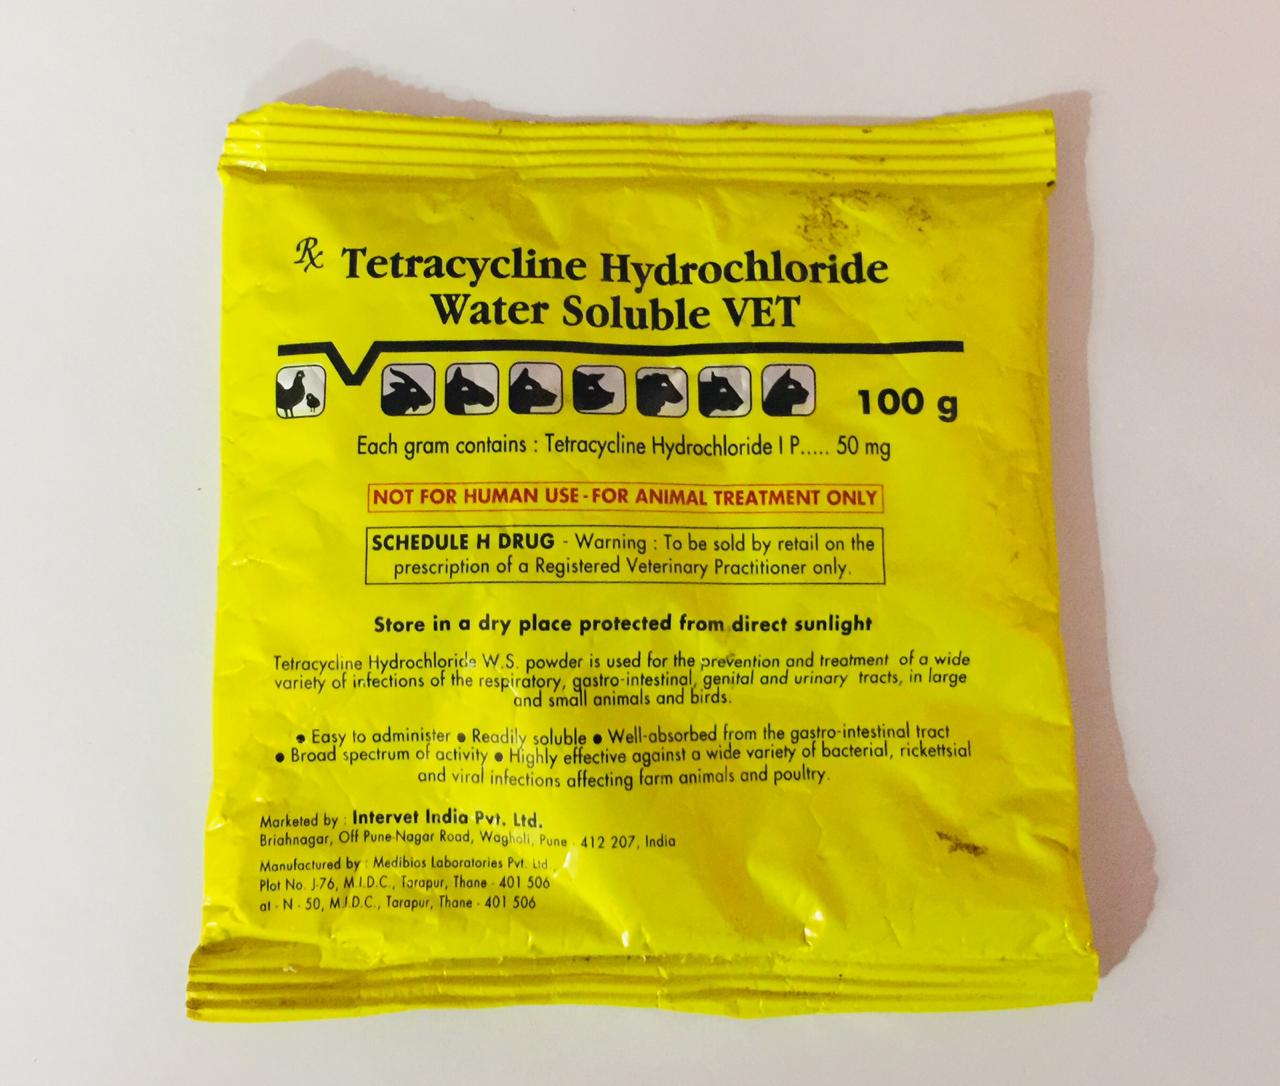 Rx Tetracycline Hydrochloride
Water Soluble VET
100 g
Each gram contains : Tetracycline Hydrochloride I P..... 50 mg
NOT FOR HUMAN USE - FOR ANIMAL TREATMENT ONLY
SCHEDULE H DRUG - Warning : To be sold by retail on the
prescription of a Registered Veterinary Practitioner only.
Store in a dry place protected from direct sunlight
Tetracycline Hydrochloride W.S. powder is used for the prevention and treatment of a wide
variety of infections of the respiratory, gastro-intestinal, genital and urinary tracts, in large
and small animals and birds.
• Easy to administer • Readily soluble • Well-absorbed from the gastro-intestinal tract
• Broad spectrum of activity • Highly effective against a wide variety of bacterial, rickettsial
and viral infections affecting farm animals and poultry.
Marketed by : Intervet India Pvt. Ltd.
Briahnagar, Off Pune-Nagar Road, Wagholi, Pune - 412 207, India
Manufactured by : Medibios Laboratories Pvt. Ltd.,
Plot No. J-76, M.I.D.C., Tarapur, Thane - 401 506
at - N - 50, M.I.D.C., Tarapur, Thane - 401 506